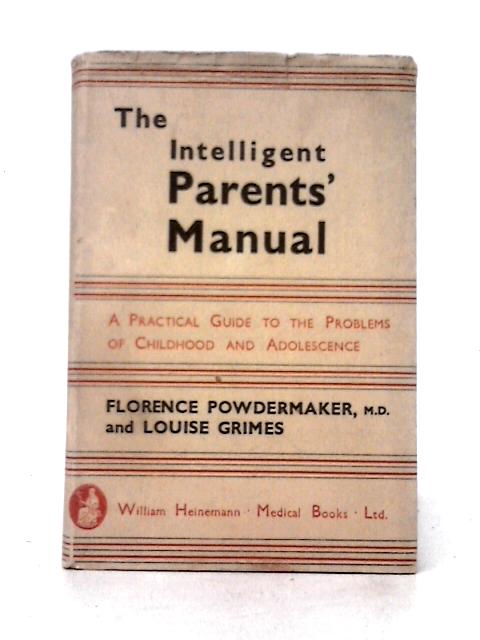 The
Intelligent
Parents'
Manual
A Practical Guide to the Problems
of Childhood and Adolescence
FLORENCE POWDERMAKER, M.D.
and LOUISE GRIMES
William Heinemann · Medical Books · Ltd.